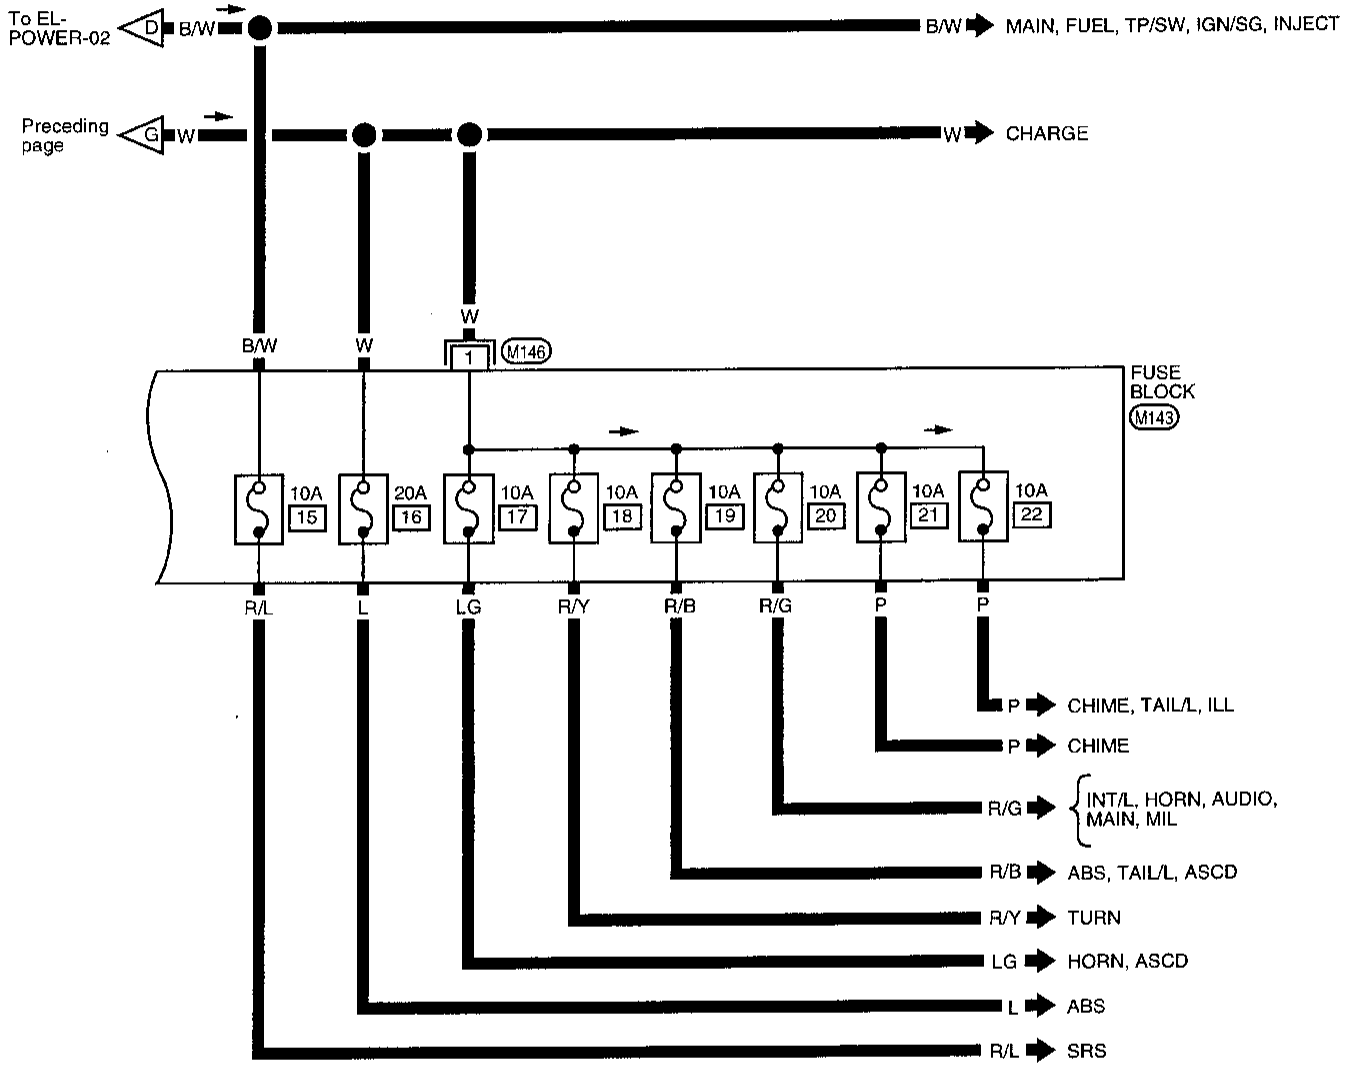 To EL-
POWER-02
D
B/W
B/W
MAIN, FUEL, TP/SW, IGN/SG, INJECT
Preceding
page
G
W
W
CHARGE
B/W
W
W
1
M146
FUSE
BLOCK
M143
10A
15
20A
16
10A
17
10A
18
10A
19
10A
20
10A
21
10A
22
R/L
L
LG
R/Y
R/B
R/G
P
P
P
CHIME, TAIL/L, ILL
P
CHIME
R/G
INT/L, HORN, AUDIO,
MAIN, MIL
R/B
ABS, TAIL/L, ASCD
R/Y
TURN
LG
HORN, ASCD
L
ABS
R/L
SRS